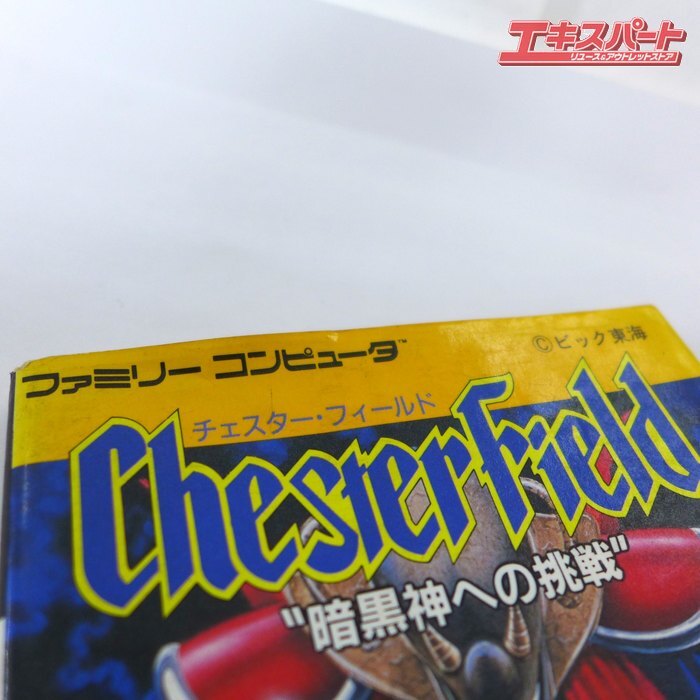 エキスパート
リユース&アウトレットストア
ファミリー コンピュータ™
©ビック東海
チェスター・フィールド
Chesterfield
"暗黒神への挑戦"